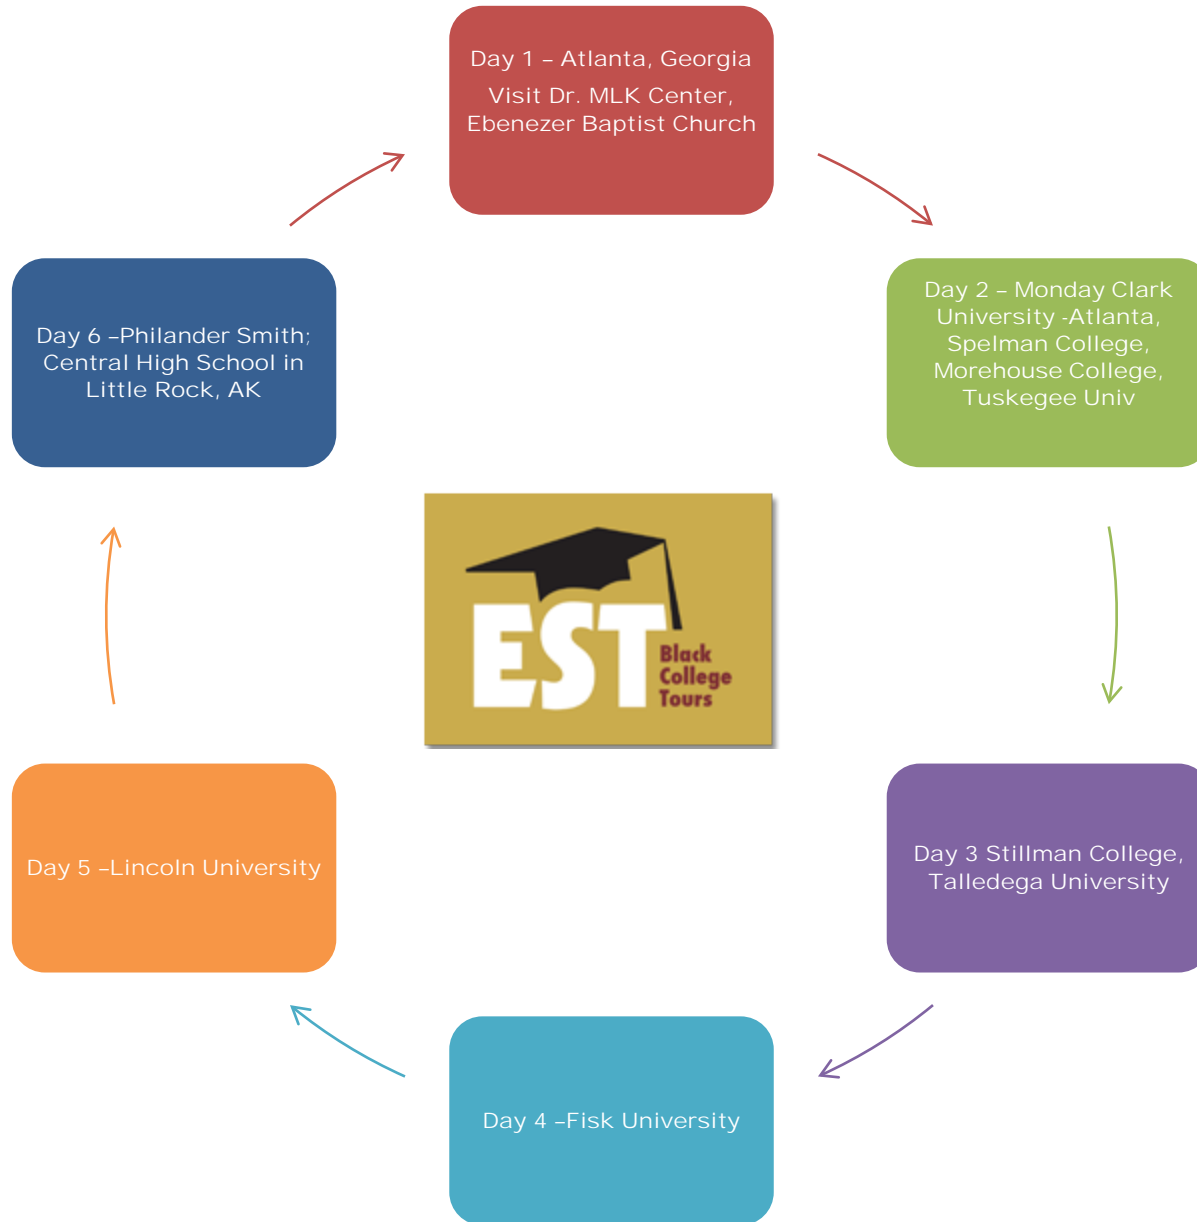 Day 1 – Atlanta, Georgia
Visit Dr. MLK Center,
Ebenezer Baptist Church
Day 2 – Monday Clark
University -Atlanta,
Spelman College,
Morehouse College,
Tuskegee Univ
Day 3 Stillman College,
Talledega University
Day 4 –Fisk University
Day 5 –Lincoln University
Day 6 –Philander Smith;
Central High School in
Little Rock, AK
EST
Black
College
Tours